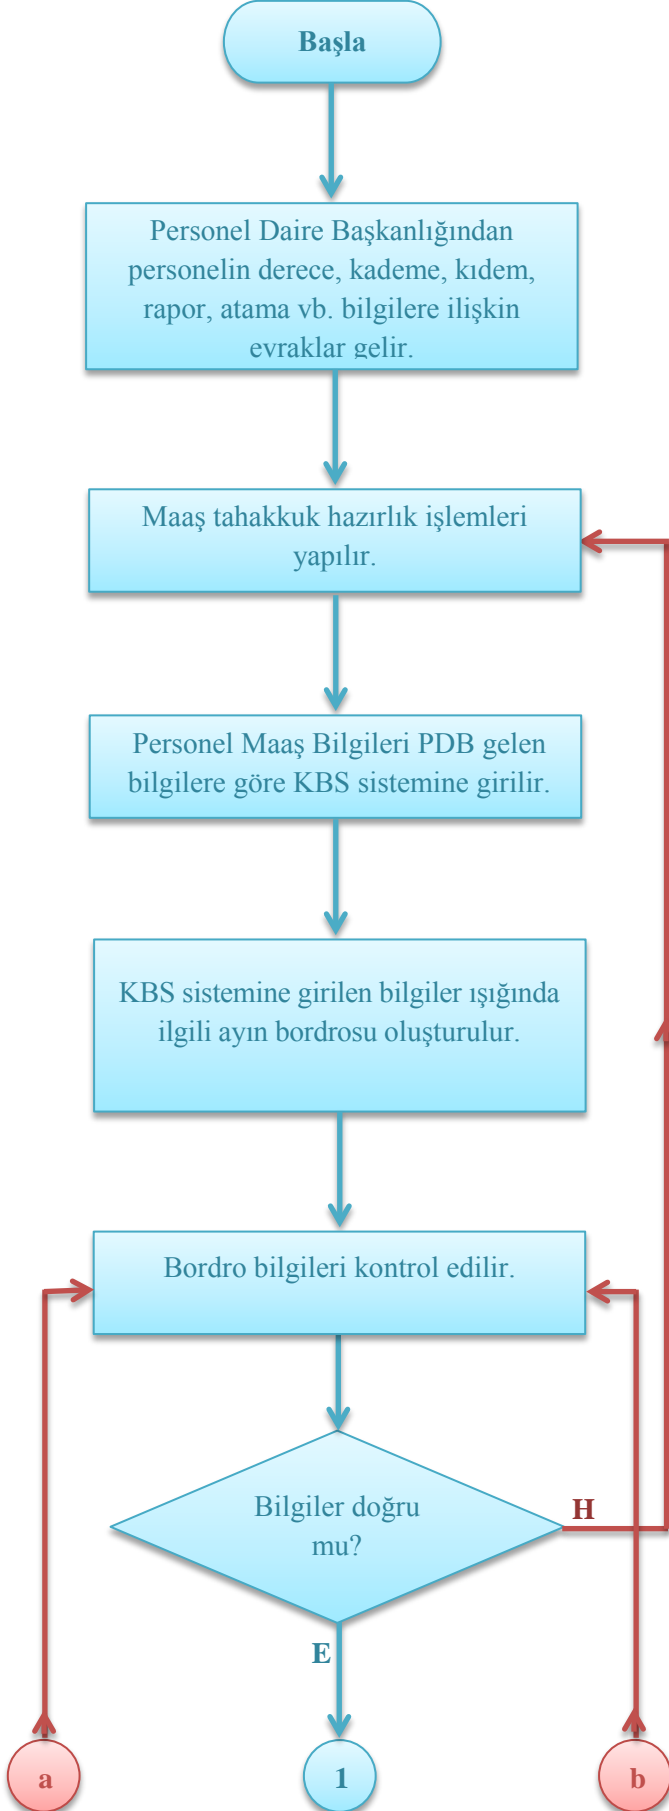 Başla
Personel Daire Başkanlığından
personelin derece, kademe, kıdem,
rapor, atama vb. bilgilere ilişkin
evraklar gelir.
Maaş tahakkuk hazırlık işlemleri
yapılır.
Personel Maaş Bilgileri PDB gelen
bilgilere göre KBS sistemine girilir.
KBS sistemine girilen bilgiler ışığında
ilgili ayın bordrosu oluşturulur.
Bordro bilgileri kontrol edilir.
Bilgiler doğru
mu?
H
E
a
1
b